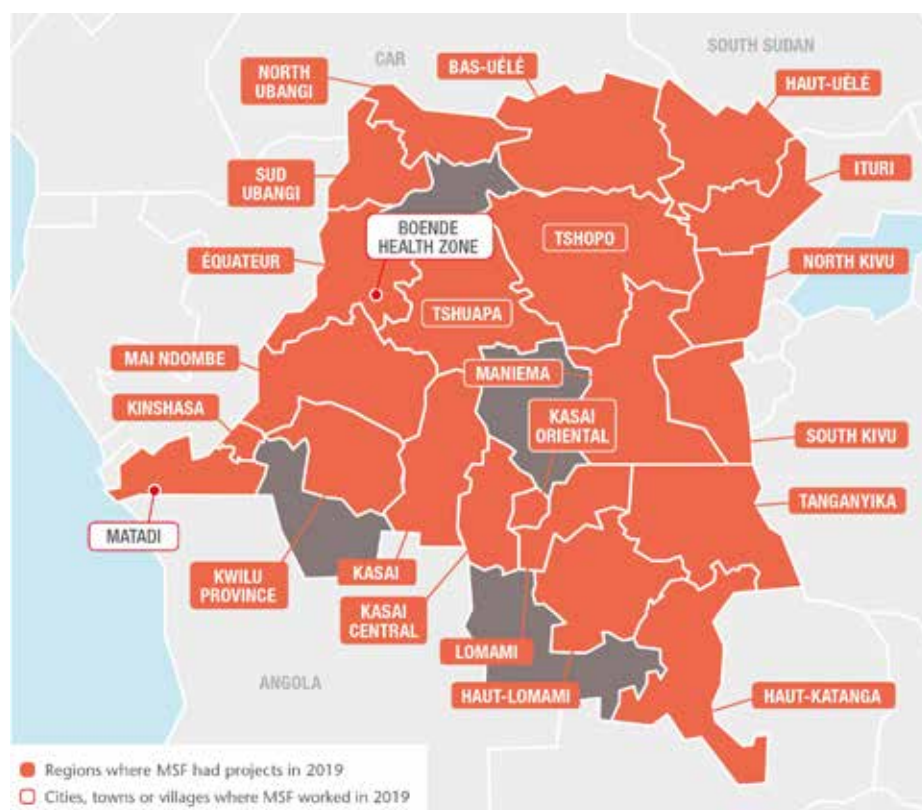 SOUTH SUDAN
CAR
NORTH
UBANGI
BAS-UÉLÉ
HAUT-UÉLÉ
SUD
UBANGI
ITURI
BOENDE
HEALTH ZONE
TSHOPO
ÉQUATEUR
NORTH KIVU
TSHUAPA
MAI NDOMBE
MANIEMA
KINSHASA
KASAI
ORIENTAL
SOUTH KIVU
TANGANYIKA
MATADI
KWILU
PROVINCE
KASAI
KASAI
CENTRAL
LOMAMI
ANGOLA
HAUT-LOMAMI
HAUT-KATANGA
Regions where MSF had projects in 2019
Cities, towns or villages where MSF worked in 2019